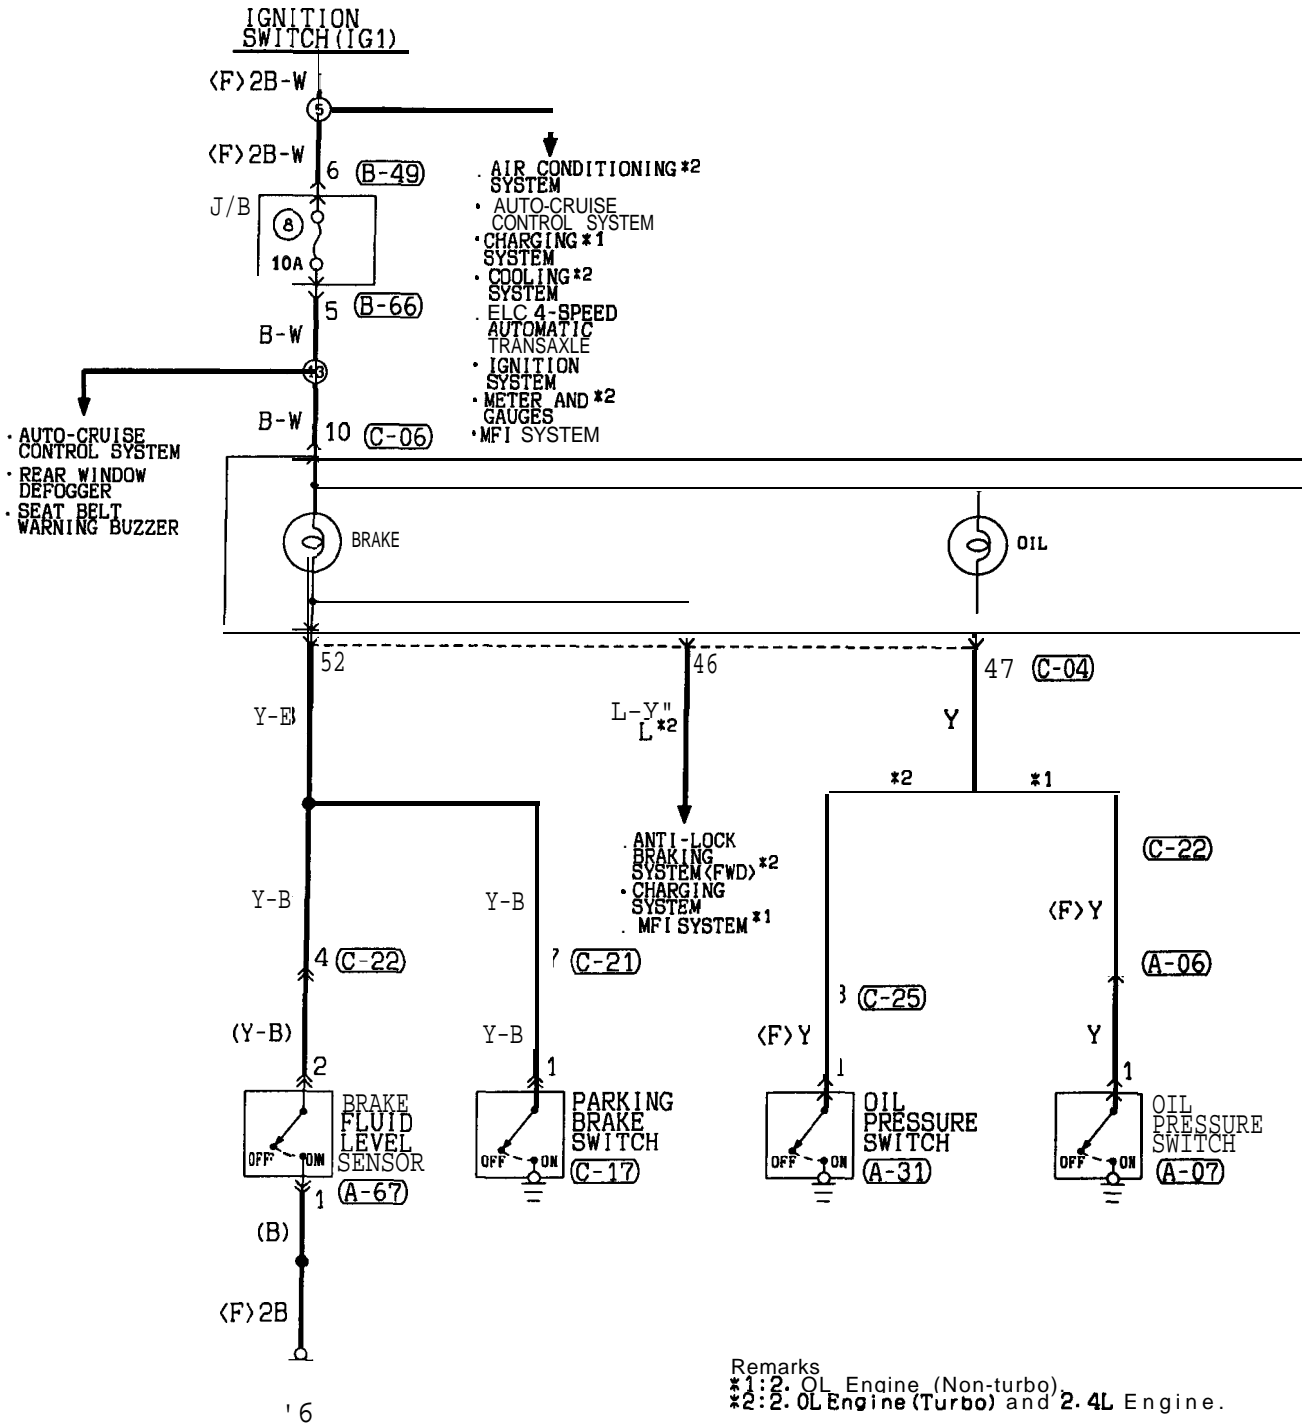 IGNITION
SWITCH(IG1)
<F>2B-W
5
<F>2B-W
6 B-49
J/B
8
10A
5 B-66
B-W
13
B-W
10 C-06
. AIR CONDITIONING*2
SYSTEM
· AUTO-CRUISE
CONTROL SYSTEM
· CHARGING*1
SYSTEM
· COOLING*2
SYSTEM
. ELC 4-SPEED
AUTOMATIC
TRANSAXLE
· IGNITION
SYSTEM
· METER AND*2
GAUGES
· MFI SYSTEM
· AUTO-CRUISE
CONTROL SYSTEM
· REAR WINDOW
DEFOGGER
· SEAT BELT
WARNING BUZZER
BRAKE
OIL
52
46
47 C-04
L-Y"
L*2
Y
*2
*1
. ANTI-LOCK
BRAKING
SYSTEM<FWD>*2
· CHARGING
SYSTEM
. MFI SYSTEM*1
C-22
Y-B
Y-B
<F>Y
4 C-22
C-21
A-06
C-25
(Y-B)
Y-B
<F>Y
Y
2
1
1
1
BRAKE
FLUID
LEVEL
SENSOR
A-67
OFF
PARKING
BRAKE
SWITCH
C-17
OFF ON
OIL
PRESSURE
SWITCH
A-31
OFF ON
OIL
PRESSURE
SWITCH
A-07
OFF ON
1
(B)
<F>2B
'6
Remarks
*1:2. OL Engine (Non-turbo).
*2:2. 0L Engine (Turbo) and 2. 4L Engine.